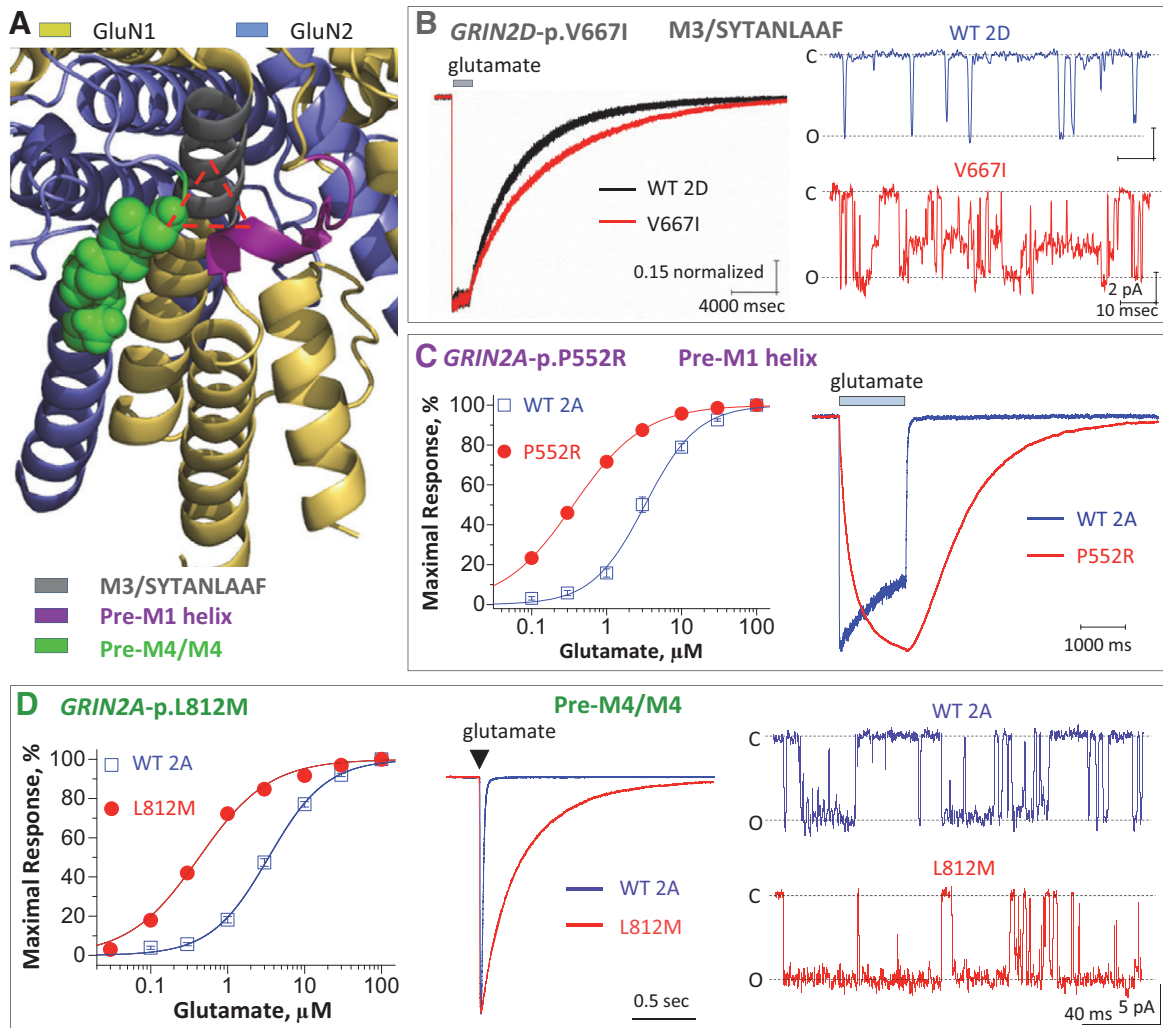 A
GluN1
GluN2
M3/SYTANLAAF
Pre-M1 helix
Pre-M4/M4
B
GRIN2D-p.V667I
M3/SYTANLAAF
glutamate
WT 2D
V667I
0.15 normalized
4000 msec
WT 2D
C
O
V667I
C
O
2 pA
10 msec
C
GRIN2A-p.P552R
Pre-M1 helix
Maximal Response, %
100
80
60
40
20
0
WT 2A
P552R
0.1
1
10
100
Glutamate, μM
glutamate
WT 2A
P552R
1000 ms
D
GRIN2A-p.L812M
Pre-M4/M4
Maximal Response, %
100
80
60
40
20
0
WT 2A
L812M
0.1
1
10
100
Glutamate, μM
glutamate
WT 2A
L812M
0.5 sec
WT 2A
C
O
L812M
C
O
40 ms
5 pA